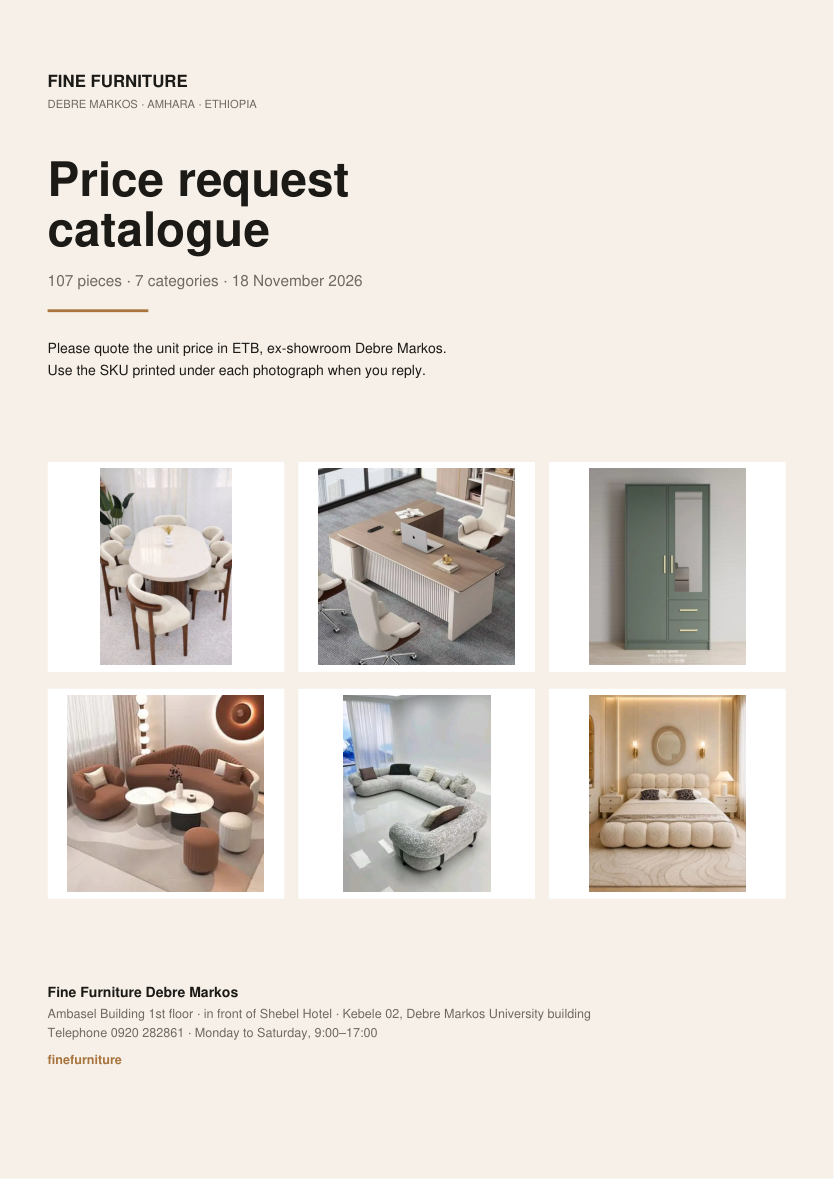 FINE FURNITURE
DEBRE MARKOS · AMHARA · ETHIOPIA
Price request
catalogue
107 pieces · 7 categories · 18 November 2026
Please quote the unit price in ETB, ex-showroom Debre Markos.
Use the SKU printed under each photograph when you reply.
Fine Furniture Debre Markos
Ambasel Building 1st floor · in front of Shebel Hotel · Kebele 02, Debre Markos University building
Telephone 0920 282861 · Monday to Saturday, 9:00–17:00
finefurniture